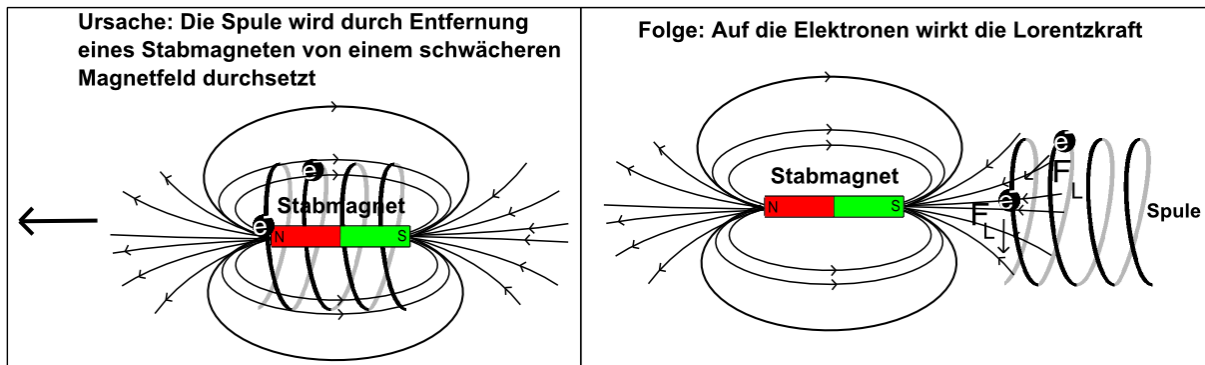 Ursache: Die Spule wird durch Entfernung
eines Stabmagneten von einem schwächeren
Magnetfeld durchsetzt
e
Stabmagnet
e
N
S
Folge: Auf die Elektronen wirkt die Lorentzkraft
e
F
L
Stabmagnet
e
N
S
F
L
Spule